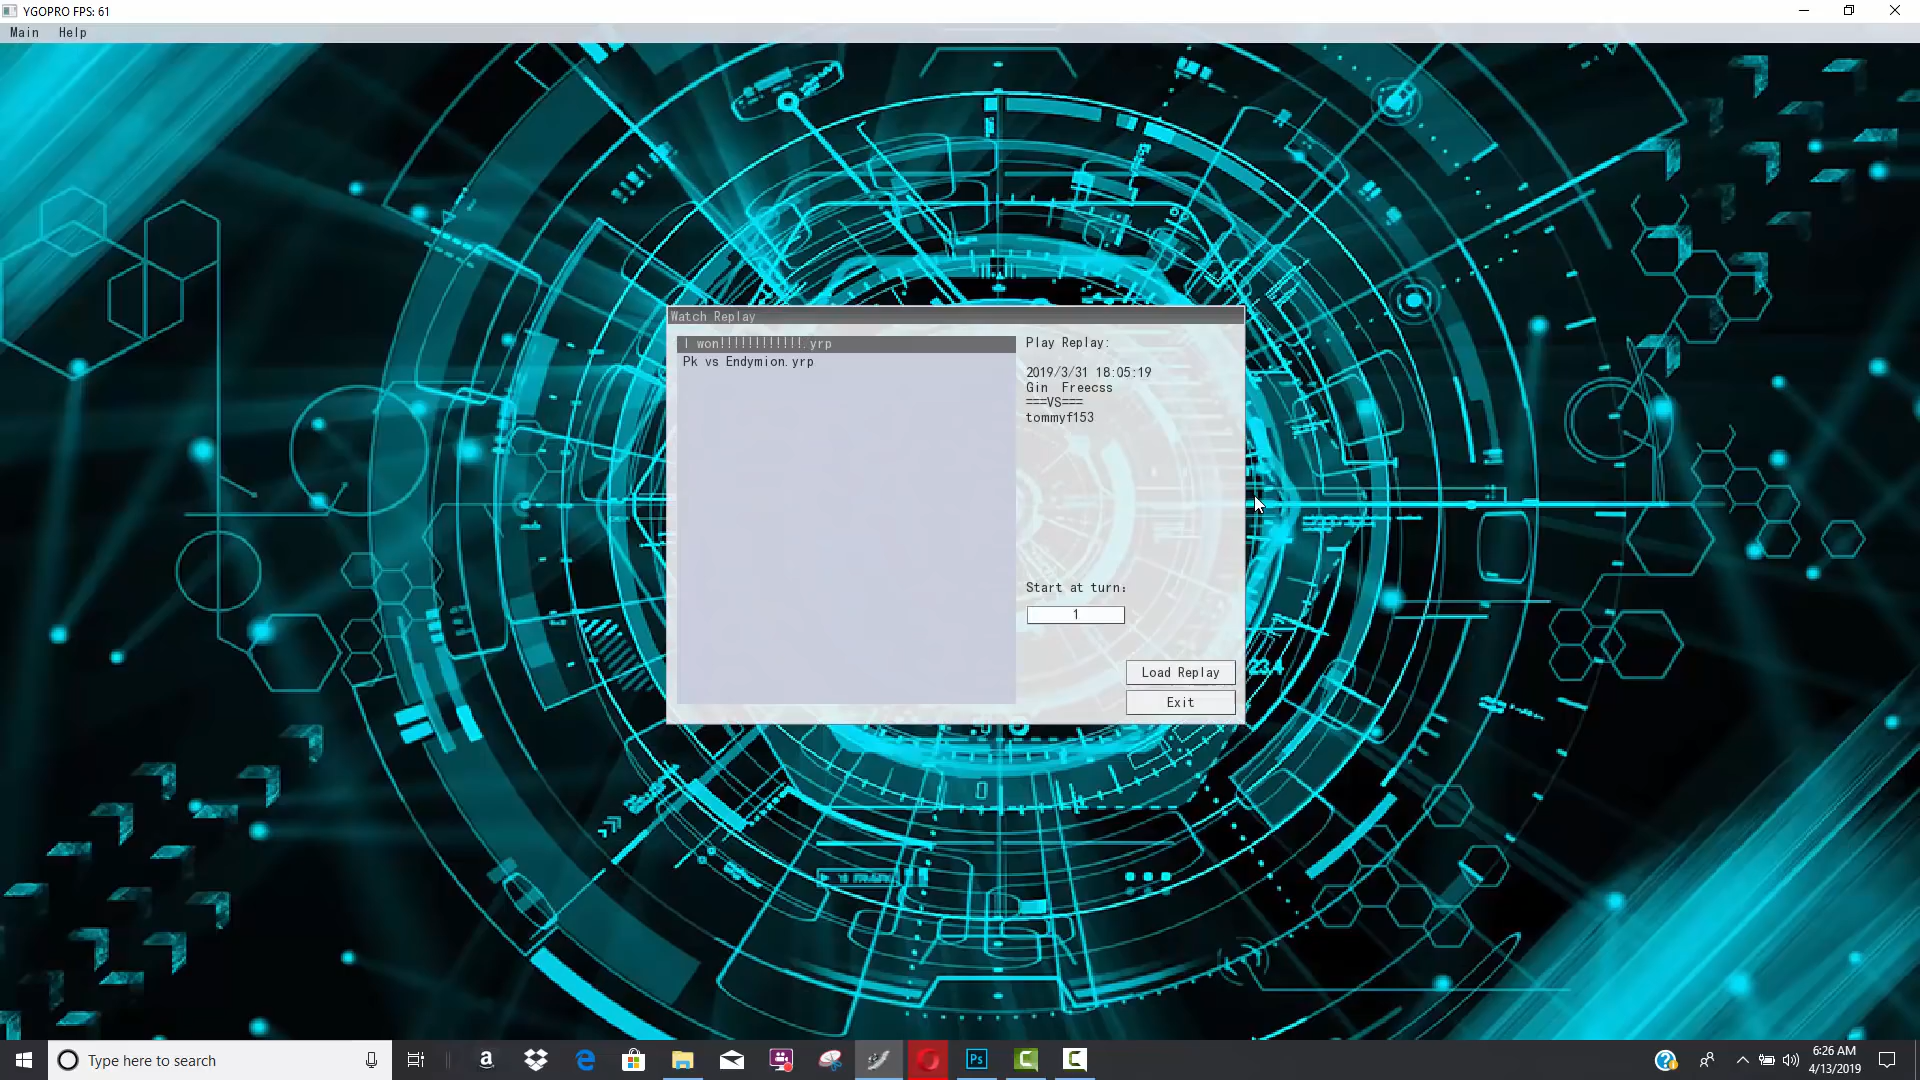 YGOPRO FPS: 61
Main Help
Watch Replay
I won!!!!!!!!!!!!.yrp
Pk vs Endymion.yrp
Play Replay:
2019/3/31 18:05:19
Gin Freecss
===VS===
tommyf153
Start at turn:
1
Load Replay
Exit
234
Type here to search
a
e
Ps
C
C
?
6:26 AM
4/13/2019